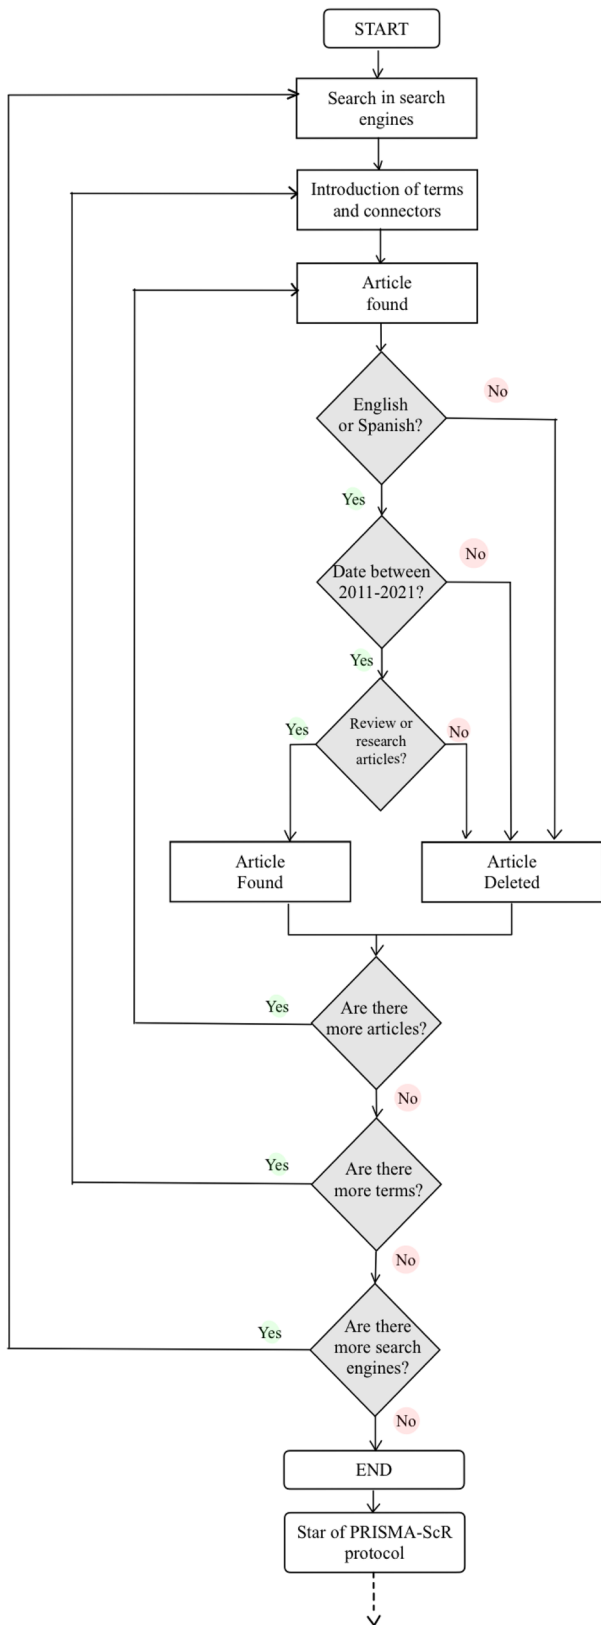 START
Search in search
engines
Introduction of terms
and connectors
Article
found
English
or Spanish?
No
Yes
Date between
2011-2021?
No
Yes
Review or
research
articles?
Yes
No
Article
Found
Article
Deleted
Are there
more articles?
Yes
No
Are there
more terms?
Yes
No
Are there
more search
engines?
Yes
No
END
Star of PRISMA-ScR
protocol